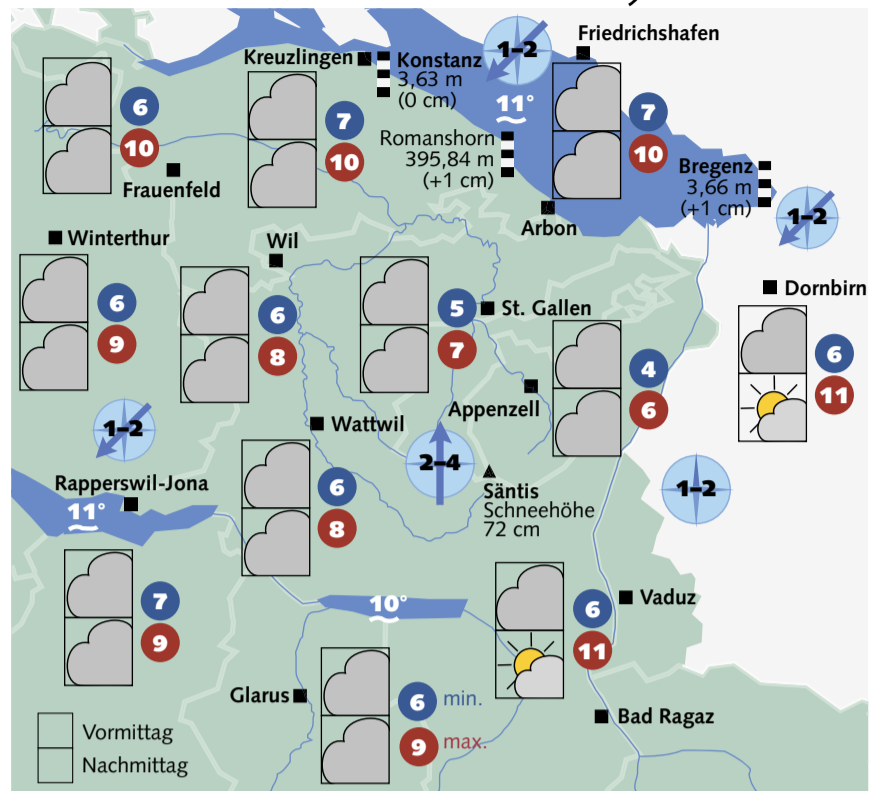 Friedrichshafen
Kreuzlingen
Konstanz
3,63 m
(0 cm)
1–2
11°
6
10
7
10
7
10
Romanshorn
395,84 m
(+1 cm)
Bregenz
3,66 m
(+1 cm)
Frauenfeld
Arbon
1–2
Winterthur
Wil
Dornbirn
6
9
6
8
5
7
St. Gallen
4
6
6
11
Appenzell
1–2
Wattwil
2–4
Säntis
Schneehöhe
72 cm
1–2
Rapperswil-Jona
11°
6
8
7
9
10°
6
11
Vaduz
Glarus
6 min.
9 max.
Bad Ragaz
Vormittag
Nachmittag